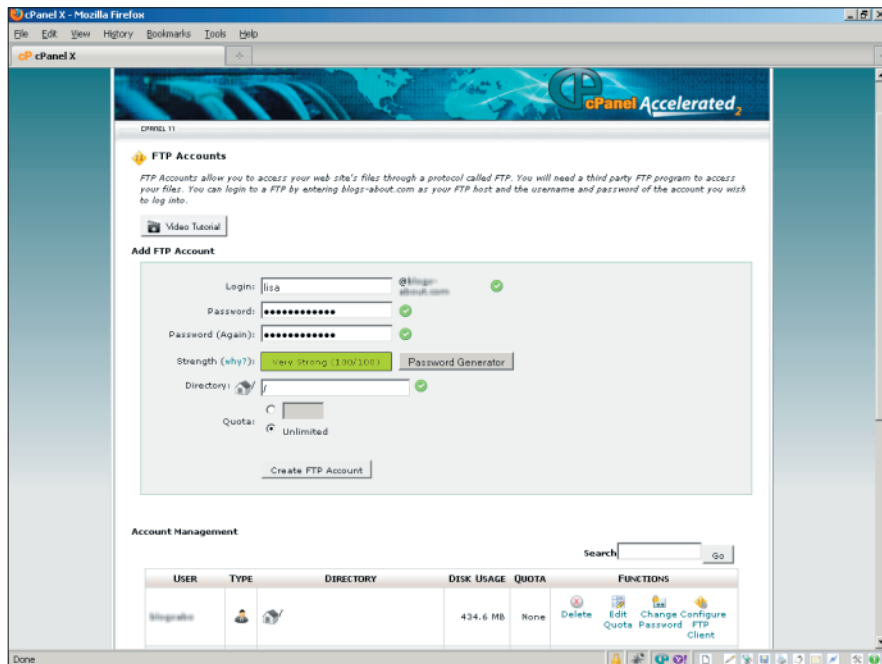 cPanel X - Mozilla Firefox
File Edit View History Bookmarks Tools Help
cP cPanel X
cPanel Accelerated2
CPANEL 11
FTP Accounts
FTP Accounts allow you to access your web site's files through a protocol called FTP. You will need a third party FTP program to access
your files. You can login to a FTP by entering blogs-about.com as your FTP host and the username and password of the account you wish
to log into.
Video Tutorial
Add FTP Account
Login: lisa @
Password: ••••••••••••
Password (Again): ••••••••••••
Strength (why?): Very Strong (100/100) Password Generator
Directory: /
Quota:
Unlimited
Create FTP Account
Account Management
Search Go
USER TYPE DIRECTORY DISK USAGE QUOTA FUNCTIONS
/ 434.6 MB None Delete Edit Quota Change Password Configure FTP Client
Done